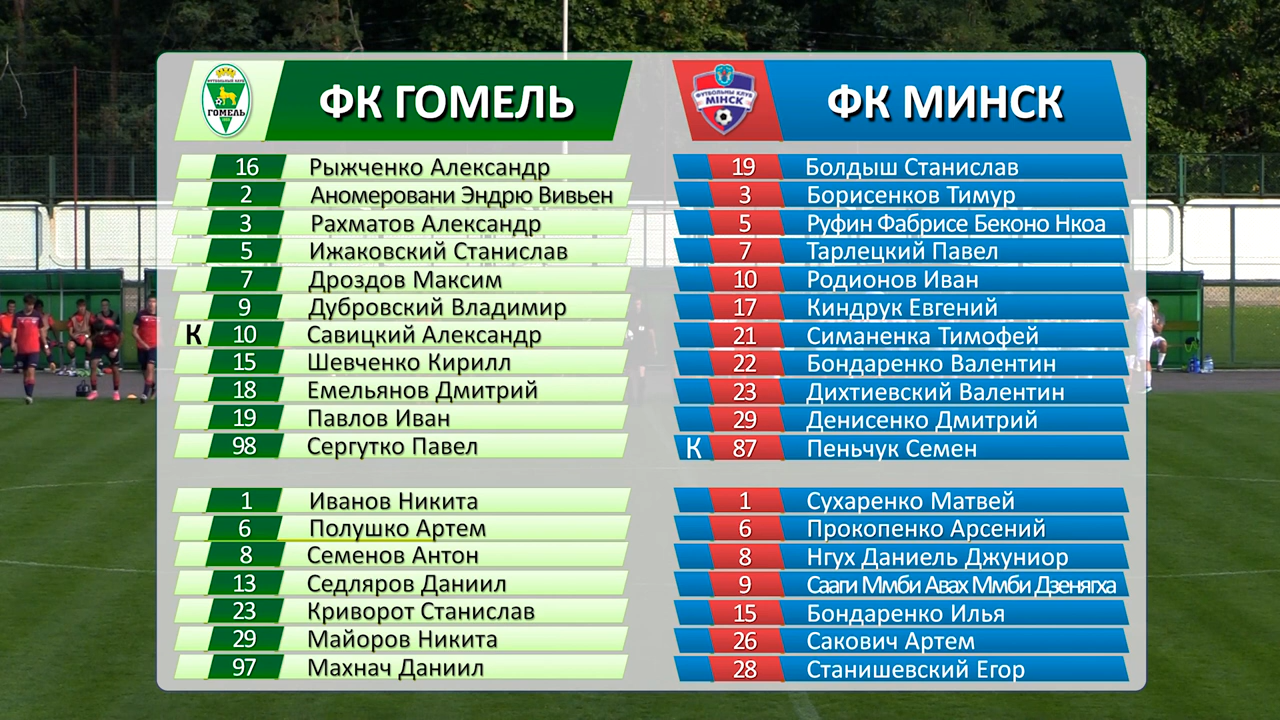 ФУТБОЛЬНЫЙ КЛУБ
ГОМЕЛЬ
ФК ГОМЕЛЬ
16 Рыжченко Александр
2 Аномеровани Эндрю Вивьен
3 Рахматов Александр
5 Ижаковский Станислав
7 Дроздов Максим
9 Дубровский Владимир
К 10 Савицкий Александр
15 Шевченко Кирилл
18 Емельянов Дмитрий
19 Павлов Иван
98 Сергутко Павел
1 Иванов Никита
6 Полушко Артем
8 Семенов Антон
13 Седляров Даниил
23 Криворот Станислав
29 Майоров Никита
97 Махнач Даниил
ФУТБОЛЬНЫ КЛУБ
МІНСК
ФК МИНСК
19 Болдыш Станислав
3 Борисенков Тимур
5 Руфин Фабрисе Беконо Нкоа
7 Тарлецкий Павел
10 Родионов Иван
17 Киндрук Евгений
21 Симаненка Тимофей
22 Бондаренко Валентин
23 Дихтиевский Валентин
29 Денисенко Дмитрий
К 87 Пеньчук Семен
1 Сухаренко Матвей
6 Прокопенко Арсений
8 Нгух Даниель Джуниор
9 Сааги Ммби Авах Ммби Дзенягха
15 Бондаренко Илья
26 Сакович Артем
28 Станишевский Егор